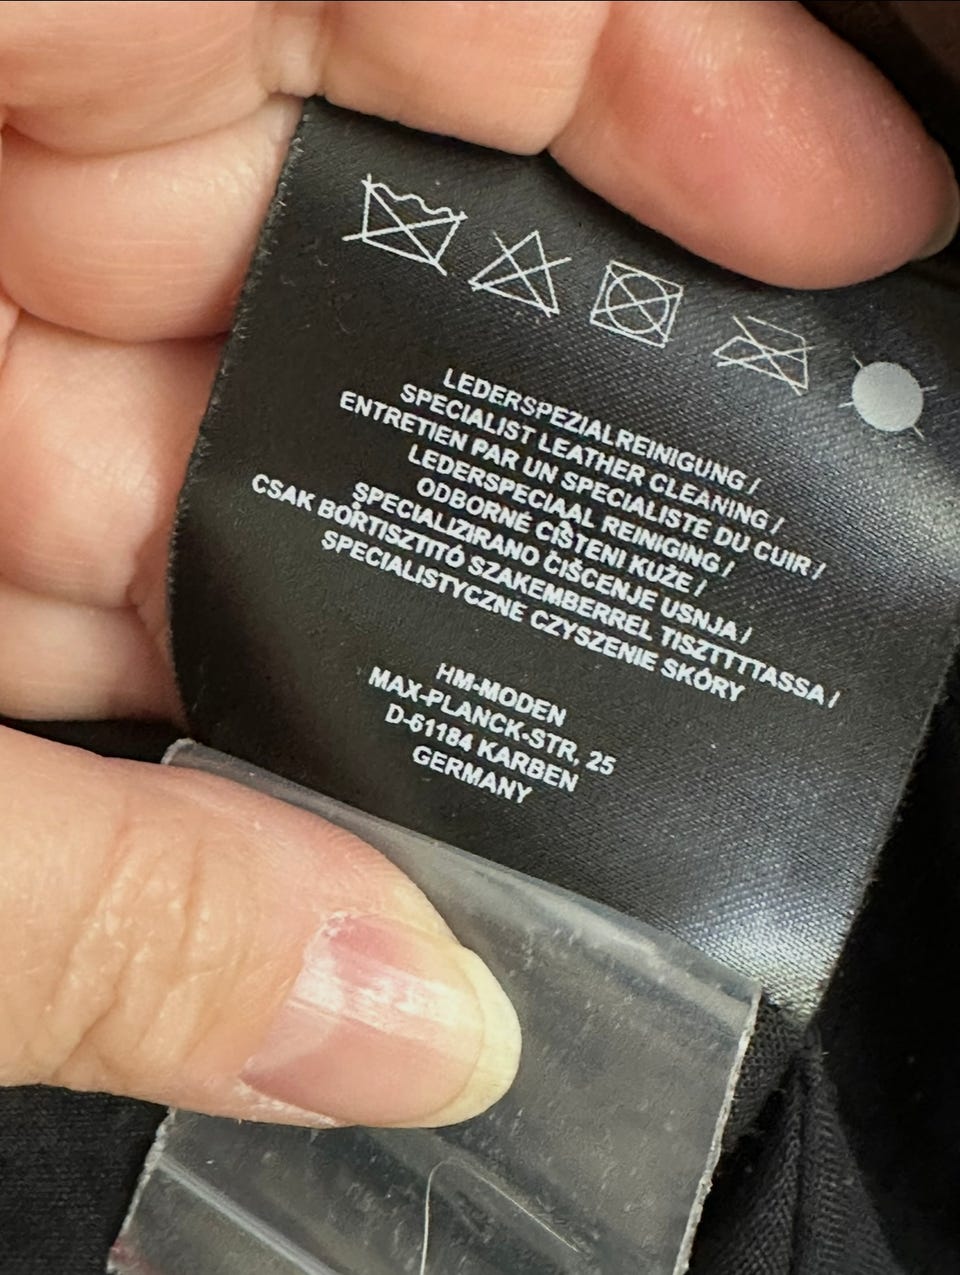 LEDERSPEZIALREINIGUNG /
SPECIALIST LEATHER CLEANING /
ENTRETIEN PAR UN SPECIALISTE DU CUIR /
LEDERSPECIAAL REINIGING /
ODBORNÉ ČIŠTENI KUŽE /
SPECIALIZIRANO ČIŠCENJE USNJA /
CSAK BŐRTISZTITÓ SZAKEMBERREL TISZTTTTASSA /
SPECIALISTYCZNE CZYSZENIE SKÓRY
HM-MODEN
MAX-PLANCK-STR, 25
D-61184 KARBEN
GERMANY